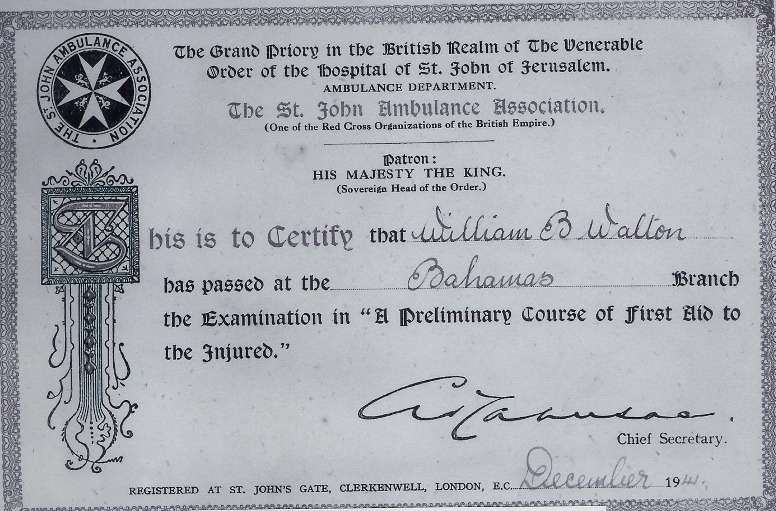 THE ST JOHN AMBULANCE ASSOCIATION
The Grand Priory in the British Realm of The Venerable
Order of the Hospital of St. John of Jerusalem.
AMBULANCE DEPARTMENT.
The St. John Ambulance Association.
(One of the Red Cross Organizations of the British Empire.)
Patron:
HIS MAJESTY THE KING.
(Sovereign Head of the Order.)
This is to Certify that William B Walton
has passed at the Bahamas Branch
the Examination in “A Preliminary Course of First Aid to
the Injured.”
Chief Secretary.
REGISTERED AT ST. JOHN'S GATE, CLERKENWELL, LONDON, E.C. December 1941.